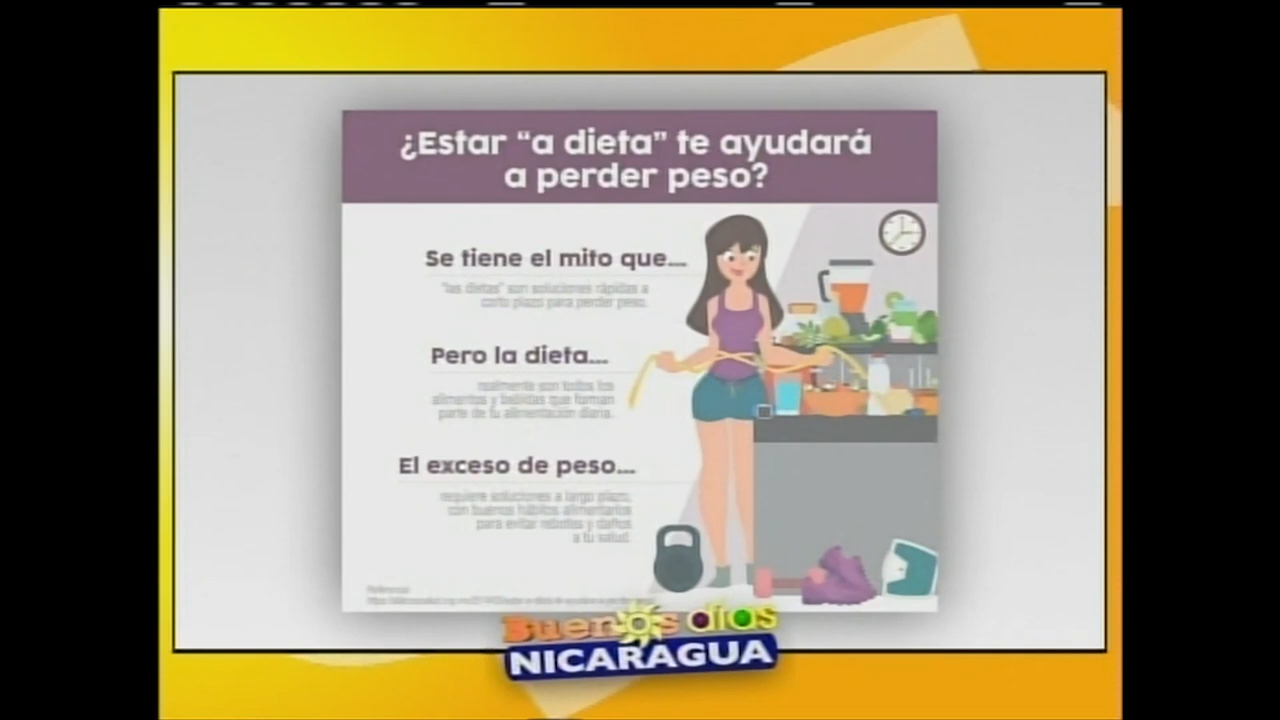 ¿Estar "a dieta" te ayudará
a perder peso?
Se tiene el mito que...
"las dietas" son soluciones rápidas a
corto plazo para perder peso.
Pero la dieta...
realmente son todos los
alimentos y bebidas que forman
parte de tu alimentación diaria.
El exceso de peso...
requiere soluciones a largo plazo,
con buenos hábitos alimentarios
para evitar rebotes y daños
a tu salud.
Buenos días
NICARAGUA